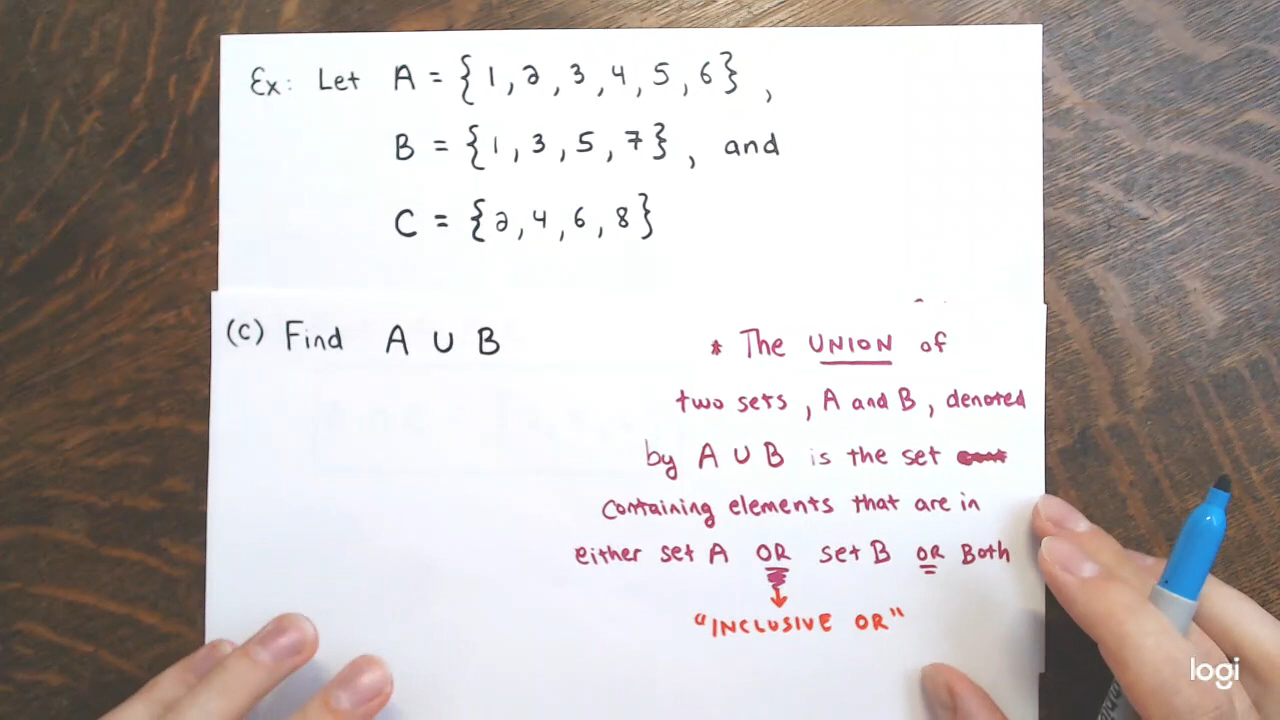 Ex: Let A = {1, 2, 3, 4, 5, 6},
B = {1, 3, 5, 7}, and
C = {2, 4, 6, 8}
(c) Find A ∪ B
* The UNION of
two sets, A and B, denoted
by A ∪ B is the set
containing elements that are in
either set A OR set B OR Both
"INCLUSIVE OR"
logi